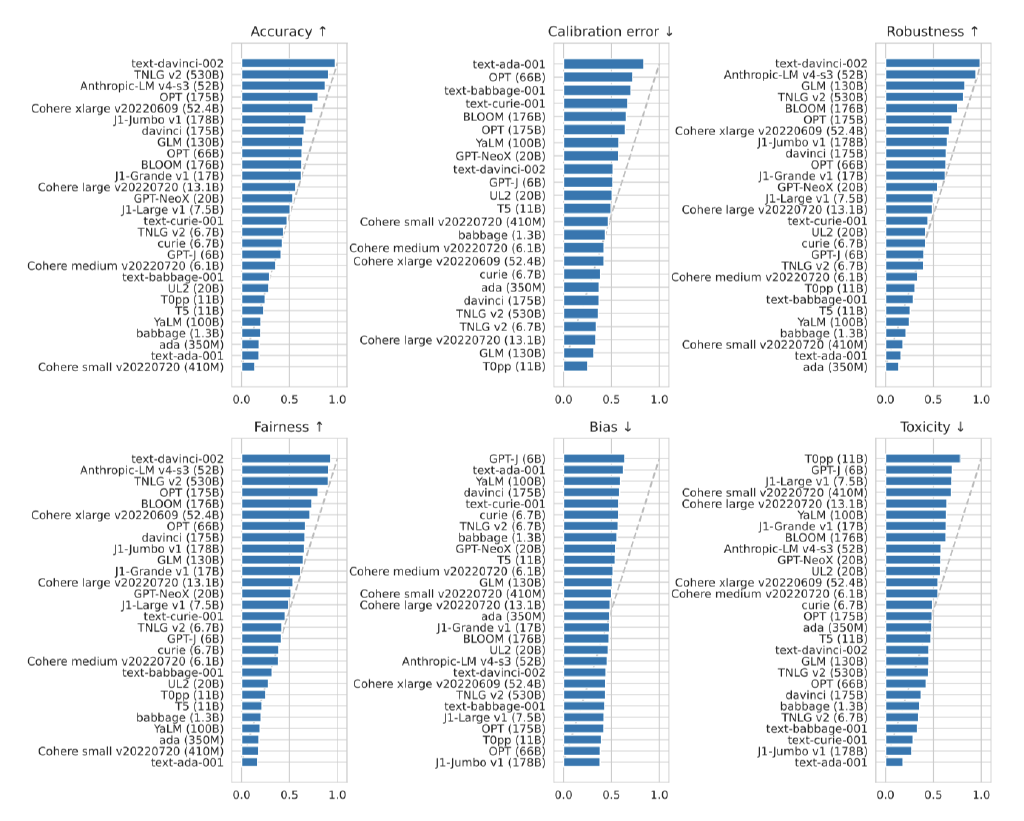 Accuracy ↑
text-davinci-002
TNLG v2 (530B)
Anthropic-LM v4-s3 (52B)
OPT (175B)
Cohere xlarge v20220609 (52.4B)
J1-Jumbo v1 (178B)
davinci (175B)
GLM (130B)
OPT (66B)
BLOOM (176B)
J1-Grande v1 (17B)
Cohere large v20220720 (13.1B)
GPT-NeoX (20B)
J1-Large v1 (7.5B)
text-curie-001
TNLG v2 (6.7B)
curie (6.7B)
GPT-J (6B)
Cohere medium v20220720 (6.1B)
text-babbage-001
UL2 (20B)
T0pp (11B)
T5 (11B)
YaLM (100B)
babbage (1.3B)
ada (350M)
text-ada-001
Cohere small v20220720 (410M)
0.0 0.5 1.0
Calibration error ↓
text-ada-001
OPT (66B)
text-babbage-001
text-curie-001
BLOOM (176B)
OPT (175B)
YaLM (100B)
GPT-NeoX (20B)
text-davinci-002
GPT-J (6B)
UL2 (20B)
T5 (11B)
Cohere small v20220720 (410M)
babbage (1.3B)
Cohere medium v20220720 (6.1B)
Cohere xlarge v20220609 (52.4B)
curie (6.7B)
ada (350M)
davinci (175B)
TNLG v2 (530B)
TNLG v2 (6.7B)
Cohere large v20220720 (13.1B)
GLM (130B)
T0pp (11B)
0.0 0.5 1.0
Robustness ↑
text-davinci-002
Anthropic-LM v4-s3 (52B)
GLM (130B)
TNLG v2 (530B)
BLOOM (176B)
OPT (175B)
Cohere xlarge v20220609 (52.4B)
J1-Jumbo v1 (178B)
davinci (175B)
OPT (66B)
J1-Grande v1 (17B)
GPT-NeoX (20B)
J1-Large v1 (7.5B)
Cohere large v20220720 (13.1B)
text-curie-001
UL2 (20B)
curie (6.7B)
GPT-J (6B)
TNLG v2 (6.7B)
Cohere medium v20220720 (6.1B)
T0pp (11B)
text-babbage-001
T5 (11B)
YaLM (100B)
babbage (1.3B)
Cohere small v20220720 (410M)
text-ada-001
ada (350M)
0.0 0.5 1.0
Fairness ↑
text-davinci-002
Anthropic-LM v4-s3 (52B)
TNLG v2 (530B)
OPT (175B)
BLOOM (176B)
Cohere xlarge v20220609 (52.4B)
OPT (66B)
davinci (175B)
J1-Jumbo v1 (178B)
GLM (130B)
J1-Grande v1 (17B)
Cohere large v20220720 (13.1B)
GPT-NeoX (20B)
J1-Large v1 (7.5B)
text-curie-001
TNLG v2 (6.7B)
GPT-J (6B)
curie (6.7B)
Cohere medium v20220720 (6.1B)
text-babbage-001
UL2 (20B)
T0pp (11B)
T5 (11B)
babbage (1.3B)
YaLM (100B)
ada (350M)
Cohere small v20220720 (410M)
text-ada-001
0.0 0.5 1.0
Bias ↓
GPT-J (6B)
text-ada-001
YaLM (100B)
davinci (175B)
text-curie-001
curie (6.7B)
TNLG v2 (6.7B)
babbage (1.3B)
GPT-NeoX (20B)
T5 (11B)
Cohere medium v20220720 (6.1B)
GLM (130B)
Cohere small v20220720 (410M)
Cohere large v20220720 (13.1B)
ada (350M)
J1-Grande v1 (17B)
BLOOM (176B)
UL2 (20B)
Anthropic-LM v4-s3 (52B)
text-davinci-002
Cohere xlarge v20220609 (52.4B)
TNLG v2 (530B)
text-babbage-001
J1-Large v1 (7.5B)
OPT (175B)
T0pp (11B)
OPT (66B)
J1-Jumbo v1 (178B)
0.0 0.5 1.0
Toxicity ↓
T0pp (11B)
GPT-J (6B)
J1-Large v1 (7.5B)
Cohere small v20220720 (410M)
Cohere large v20220720 (13.1B)
YaLM (100B)
J1-Grande v1 (17B)
BLOOM (176B)
Anthropic-LM v4-s3 (52B)
GPT-NeoX (20B)
UL2 (20B)
Cohere xlarge v20220609 (52.4B)
Cohere medium v20220720 (6.1B)
curie (6.7B)
OPT (175B)
ada (350M)
T5 (11B)
text-davinci-002
GLM (130B)
TNLG v2 (530B)
OPT (66B)
davinci (175B)
babbage (1.3B)
TNLG v2 (6.7B)
text-babbage-001
text-curie-001
J1-Jumbo v1 (178B)
text-ada-001
0.0 0.5 1.0